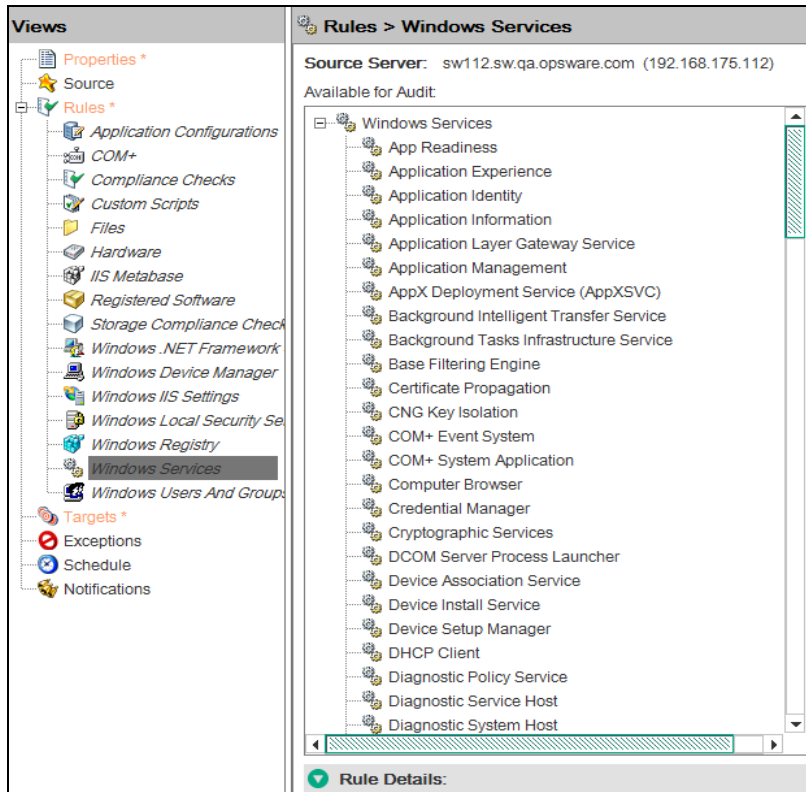 Views
Properties *
Source
Rules *
Application Configurations
COM+
Compliance Checks
Custom Scripts
Files
Hardware
IIS Metabase
Registered Software
Storage Compliance Check
Windows .NET Framework
Windows Device Manager
Windows IIS Settings
Windows Local Security Se
Windows Registry
Windows Services
Windows Users And Groups
Targets *
Exceptions
Schedule
Notifications
Rules > Windows Services
Source Server: sw112.sw.qa.opsware.com (192.168.175.112)
Available for Audit:
Windows Services
App Readiness
Application Experience
Application Identity
Application Information
Application Layer Gateway Service
Application Management
AppX Deployment Service (AppXSVC)
Background Intelligent Transfer Service
Background Tasks Infrastructure Service
Base Filtering Engine
Certificate Propagation
CNG Key Isolation
COM+ Event System
COM+ System Application
Computer Browser
Credential Manager
Cryptographic Services
DCOM Server Process Launcher
Device Association Service
Device Install Service
Device Setup Manager
DHCP Client
Diagnostic Policy Service
Diagnostic Service Host
Diagnostic System Host
Rule Details: